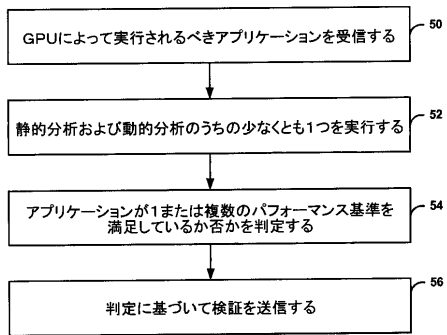 GPUによって実行されるべきアプリケーションを受信する
50
静的分析および動的分析のうちの少なくとも1つを実行する
52
アプリケーションが1または複数のパフォーマンス基準を
満足しているか否かを判定する
54
判定に基づいて検証を送信する
56